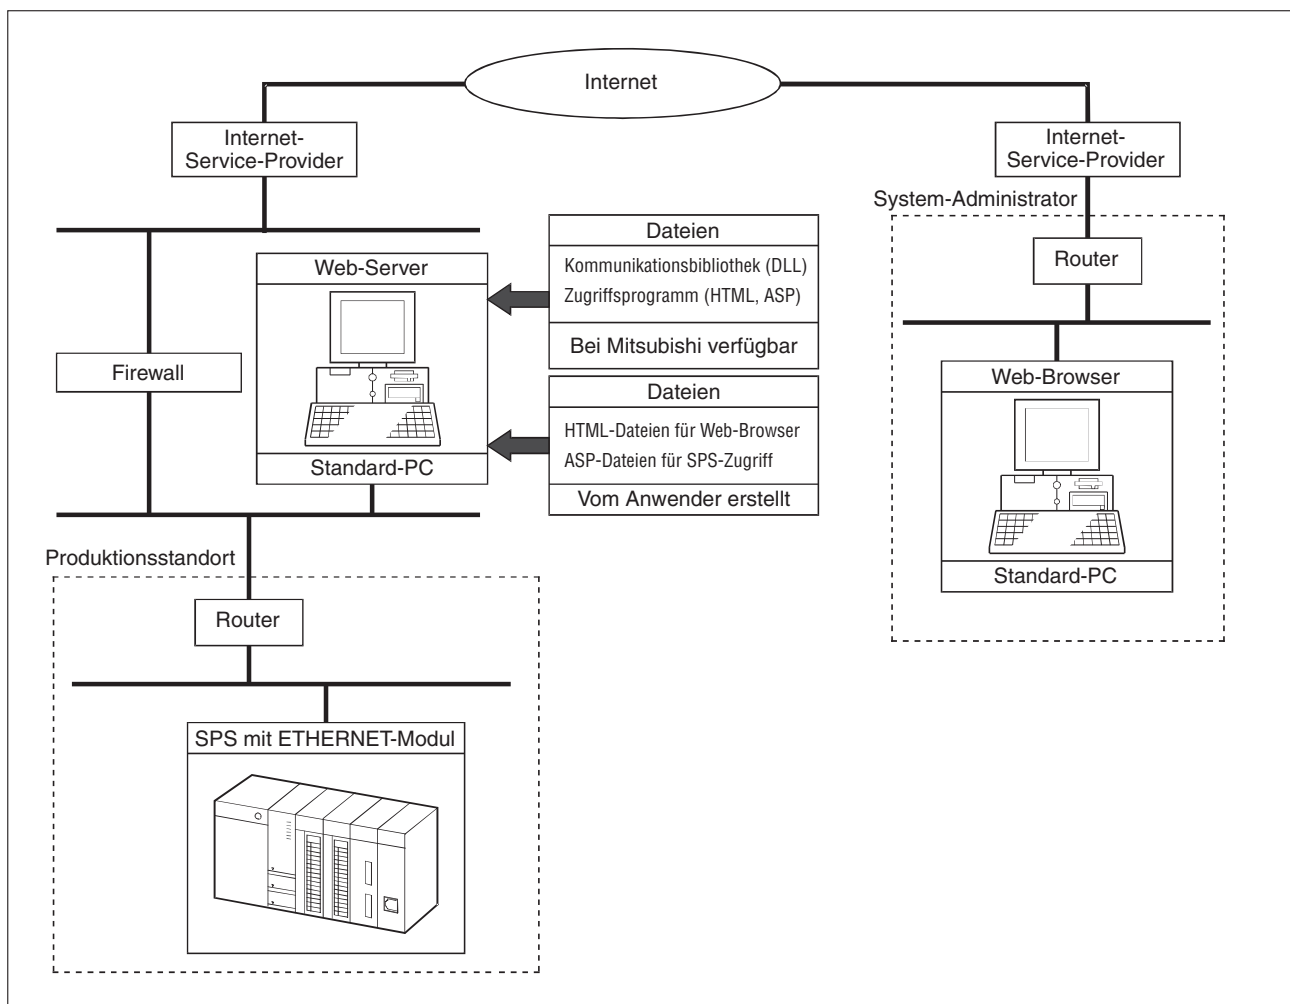 Internet
Internet-
Service-Provider
Internet-
Service-Provider
System-Administrator
Dateien
Kommunikationsbibliothek (DLL)
Zugriffsprogramm (HTML, ASP)
Bei Mitsubishi verfügbar
Router
Web-Server
Standard-PC
Firewall
Dateien
HTML-Dateien für Web-Browser
ASP-Dateien für SPS-Zugriff
Vom Anwender erstellt
Web-Browser
Standard-PC
Produktionsstandort
Router
SPS mit ETHERNET-Modul